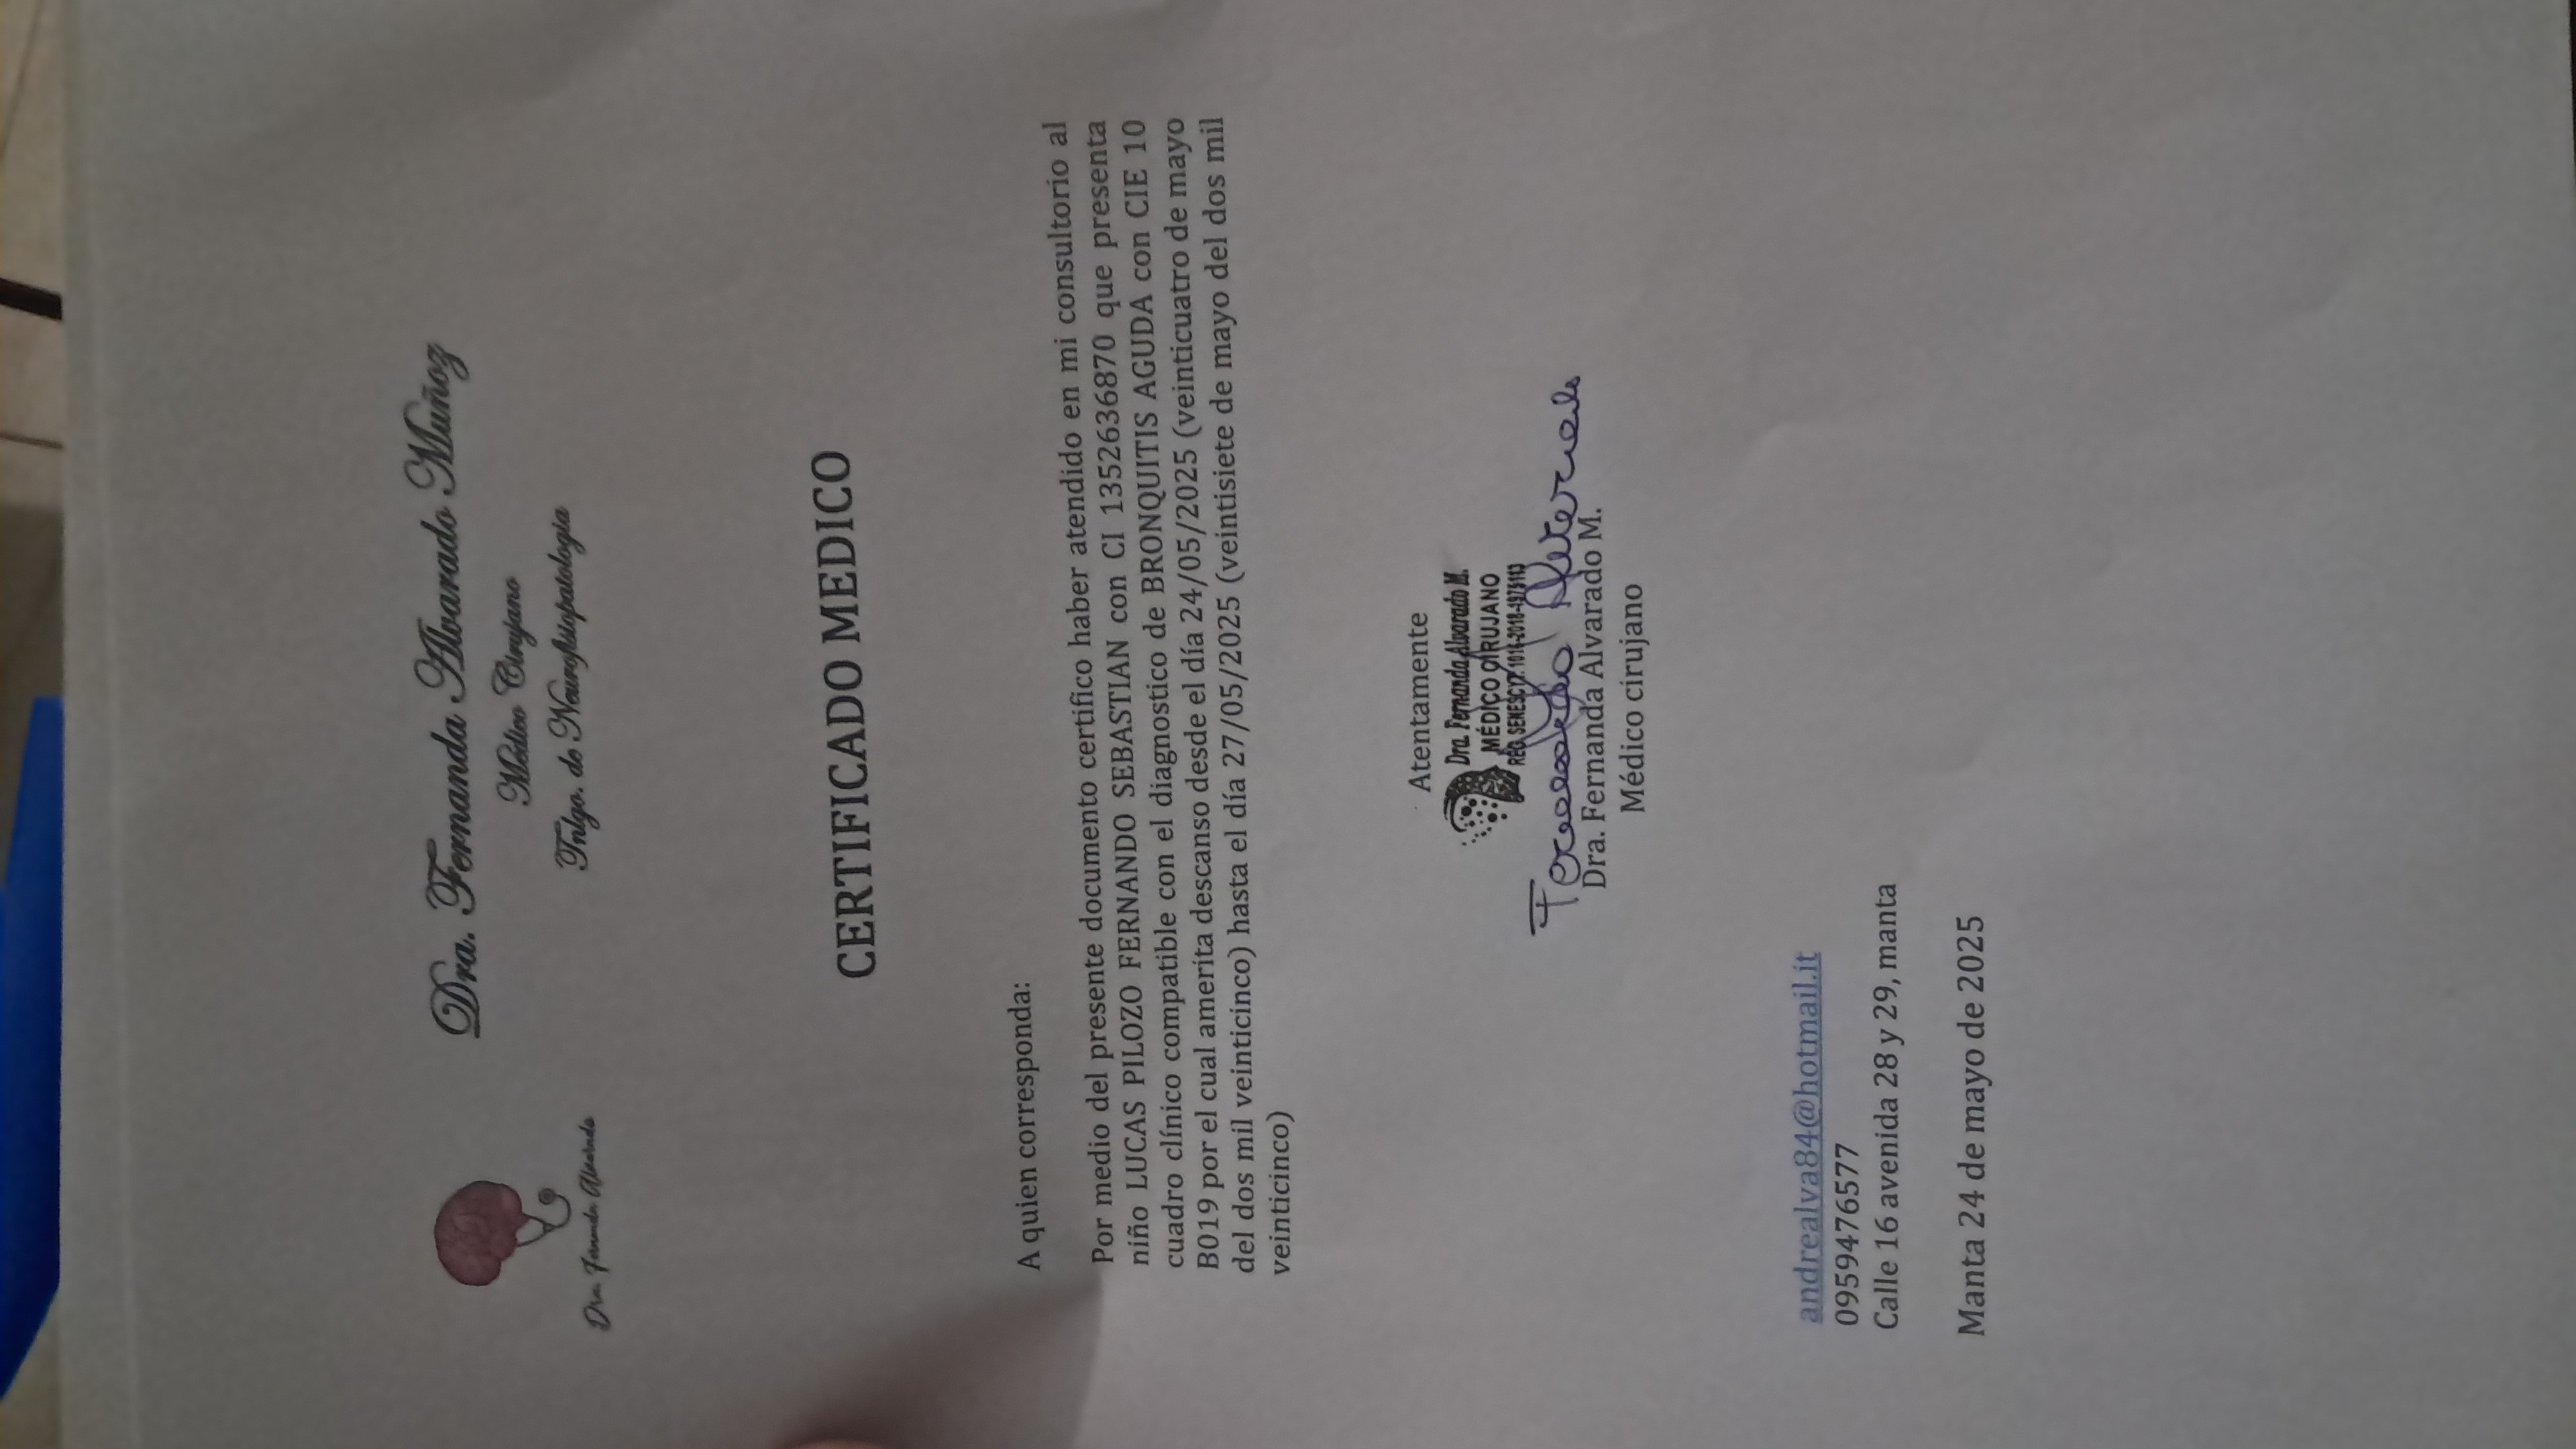 Dra. Fernanda Alvarado Muñoz
Médico Cirujano
Tnlgo. de Neurofisiopatologia
Dra. Fernanda Alvarado
CERTIFICADO MEDICO
A quien corresponda:
Por medio del presente documento certifico haber atendido en mi consultorio al
niño LUCAS PILOZO FERNANDO SEBASTIAN con CI 1352636870 que presenta
cuadro clínico compatible con el diagnostico de BRONQUITIS AGUDA con CIE 10
B019 por el cual amerita descanso desde el día 24/05/2025 (veinticuatro de mayo
del dos mil veinticinco) hasta el día 27/05/2025 (veintisiete de mayo del dos mil
veinticinco)
Atentamente
Dra. Fernanda Alvarado M.
MÉDICO CIRUJANO
REG. SENESCYT:
Dra. Fernanda Alvarado M.
Médico cirujano
andrealva84@hotmail.it
0959476577
Calle 16 avenida 28 y 29, manta
Manta 24 de mayo de 2025